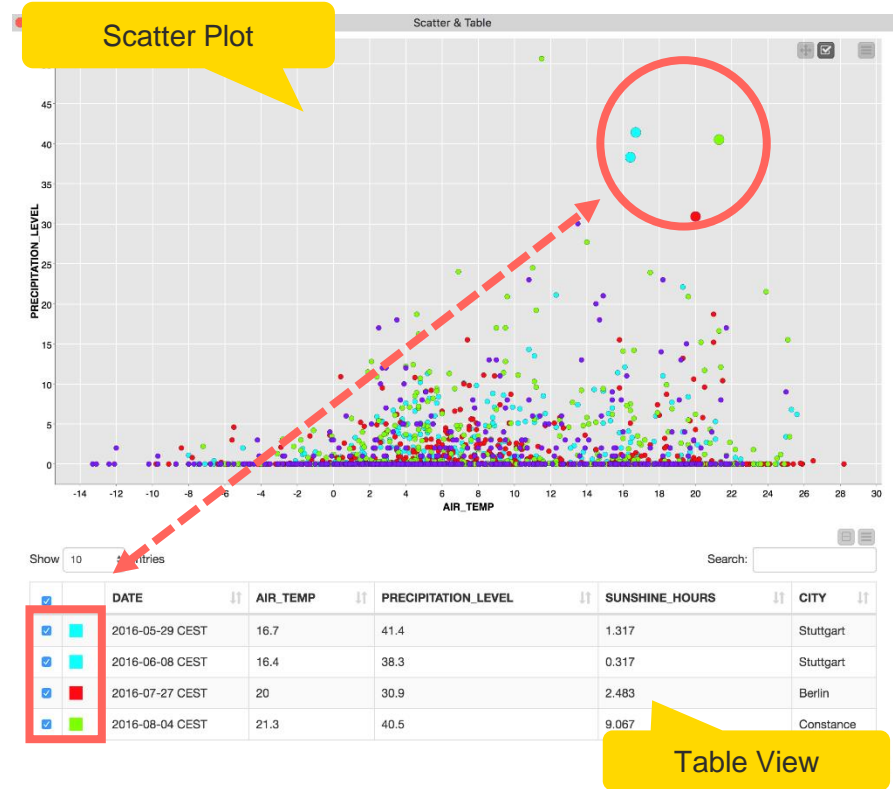 Scatter & Table
Scatter Plot
45
40
35
30
25
20
15
10
5
0
PRECIPITATION_LEVEL
-14 -12 -10 -8 -6 -4 -2 0 2 4 6 8 10 12 14 16 18 20 22 24 26 28 30
AIR_TEMP
Show 10 entries Search:
DATE AIR_TEMP PRECIPITATION_LEVEL SUNSHINE_HOURS CITY
2016-05-29 CEST 16.7 41.4 1.317 Stuttgart
2016-06-08 CEST 16.4 38.3 0.317 Stuttgart
2016-07-27 CEST 20 30.9 2.483 Berlin
2016-08-04 CEST 21.3 40.5 9.067 Constance
Table View